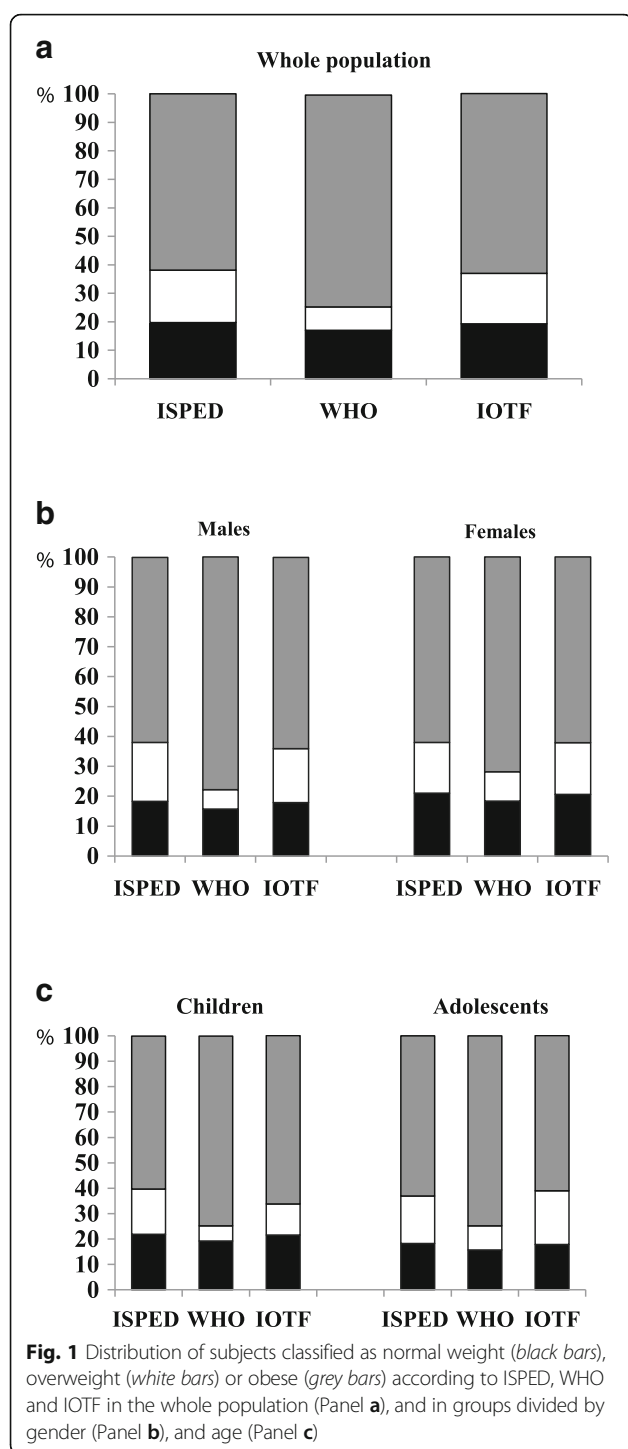 a
Whole population
% 100
90
80
70
60
50
40
30
20
10
0
ISPED WHO IOTF
b
Males Females
% 100
90
80
70
60
50
40
30
20
10
0
ISPED WHO IOTF ISPED WHO IOTF
c
Children Adolescents
% 100
90
80
70
60
50
40
30
20
10
0
ISPED WHO IOTF ISPED WHO IOTF
Fig. 1 Distribution of subjects classified as normal weight (black bars),
overweight (white bars) or obese (grey bars) according to ISPED, WHO
and IOTF in the whole population (Panel a), and in groups divided by
gender (Panel b), and age (Panel c)